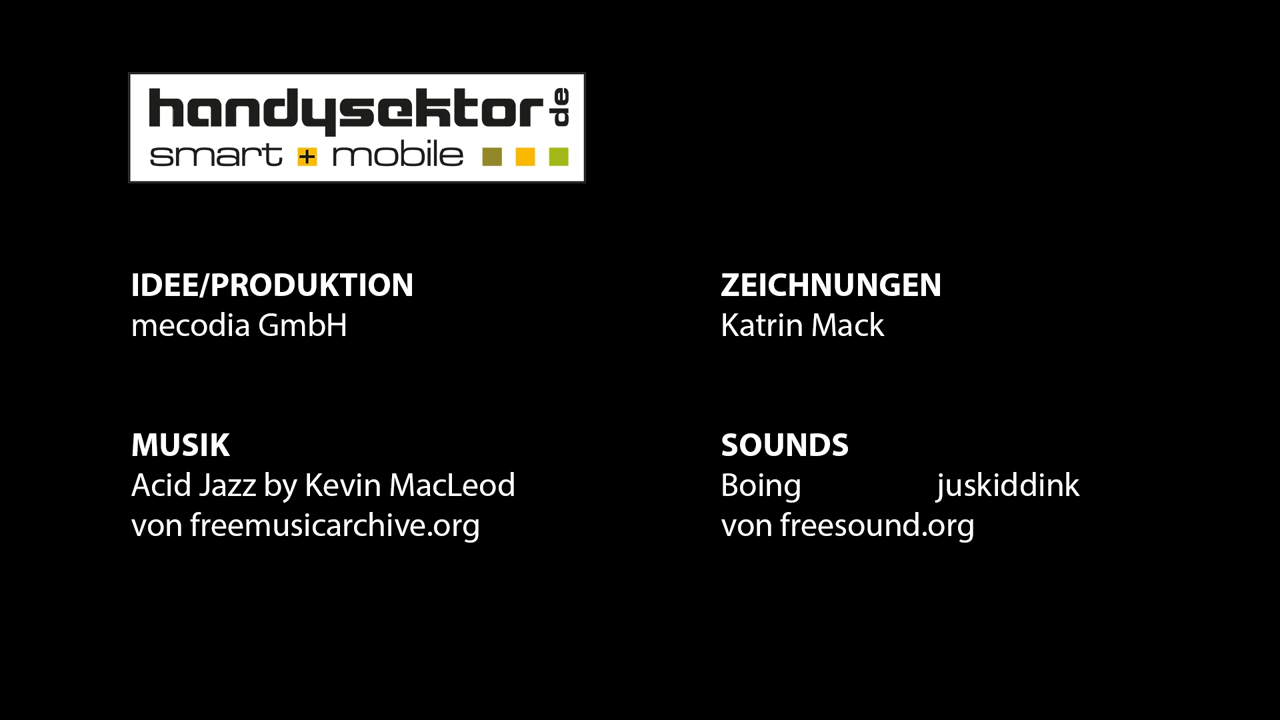 handysektor.de
smart + mobile
IDEE/PRODUKTION
mecodia GmbH
ZEICHNUNGEN
Katrin Mack
MUSIK
Acid Jazz by Kevin MacLeod
von freemusicarchive.org
SOUNDS
Boing juskiddink
von freesound.org